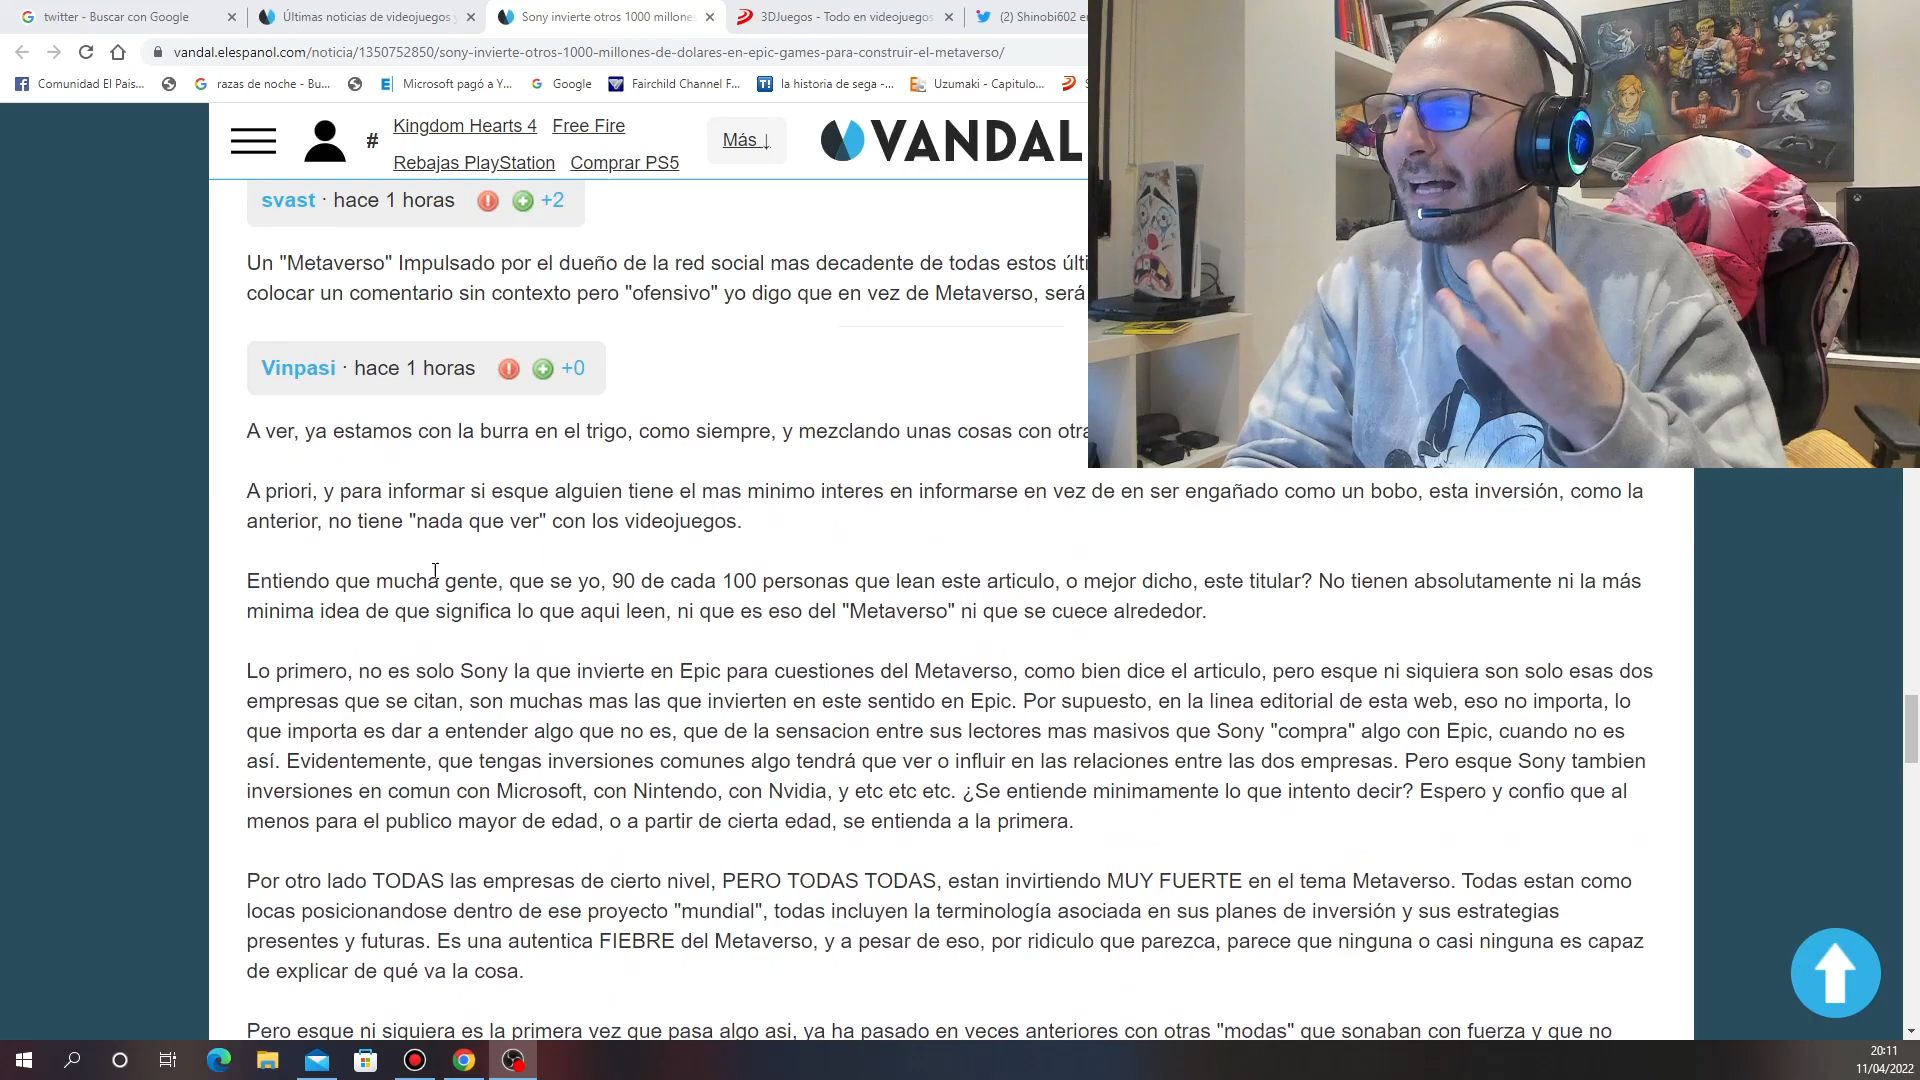 twitter - Buscar con Google
Últimas noticias de videojuegos y
Sony invierte otros 1000 millone
3DJuegos - Todo en videojuegos
(2) Shinobi602 en
vandal.elespanol.com/noticia/1350752850/sony-invierte-otros-1000-millones-de-dolares-en-epic-games-para-construir-el-metaverso/
Comunidad El Pais...
razas de noche - Bu...
Microsoft pagó a Y...
Google
Fairchild Channel F...
la historia de sega -...
Uzumaki - Capitulo...
# Kingdom Hearts 4 Free Fire
Rebajas PlayStation Comprar PS5
Más ↓
VANDAL
svast · hace 1 horas +2
Un "Metaverso" Impulsado por el dueño de la red social mas decadente de todas estos últi
colocar un comentario sin contexto pero "ofensivo" yo digo que en vez de Metaverso, será
Vinpasi · hace 1 horas +0
A ver, ya estamos con la burra en el trigo, como siempre, y mezclando unas cosas con otra
A priori, y para informar si esque alguien tiene el mas minimo interes en informarse en vez de en ser engañado como un bobo, esta inversión, como la
anterior, no tiene "nada que ver" con los videojuegos.
Entiendo que mucha gente, que se yo, 90 de cada 100 personas que lean este articulo, o mejor dicho, este titular? No tienen absolutamente ni la más
minima idea de que significa lo que aqui leen, ni que es eso del "Metaverso" ni que se cuece alrededor.
Lo primero, no es solo Sony la que invierte en Epic para cuestiones del Metaverso, como bien dice el articulo, pero esque ni siquiera son solo esas dos
empresas que se citan, son muchas mas las que invierten en este sentido en Epic. Por supuesto, en la linea editorial de esta web, eso no importa, lo
que importa es dar a entender algo que no es, que de la sensacion entre sus lectores mas masivos que Sony "compra" algo con Epic, cuando no es
así. Evidentemente, que tengas inversiones comunes algo tendrá que ver o influir en las relaciones entre las dos empresas. Pero esque Sony tambien
inversiones en comun con Microsoft, con Nintendo, con Nvidia, y etc etc etc. ¿Se entiende minimamente lo que intento decir? Espero y confio que al
menos para el publico mayor de edad, o a partir de cierta edad, se entienda a la primera.
Por otro lado TODAS las empresas de cierto nivel, PERO TODAS TODAS, estan invirtiendo MUY FUERTE en el tema Metaverso. Todas estan como
locas posicionandose dentro de ese proyecto "mundial", todas incluyen la terminología asociada en sus planes de inversión y sus estrategias
presentes y futuras. Es una autentica FIEBRE del Metaverso, y a pesar de eso, por ridiculo que parezca, parece que ninguna o casi ninguna es capaz
de explicar de qué va la cosa.
Pero esque ni siquiera es la primera vez que pasa algo asi, ya ha pasado en veces anteriores con otras "modas" que sonaban con fuerza y que no
20:11
11/04/2022